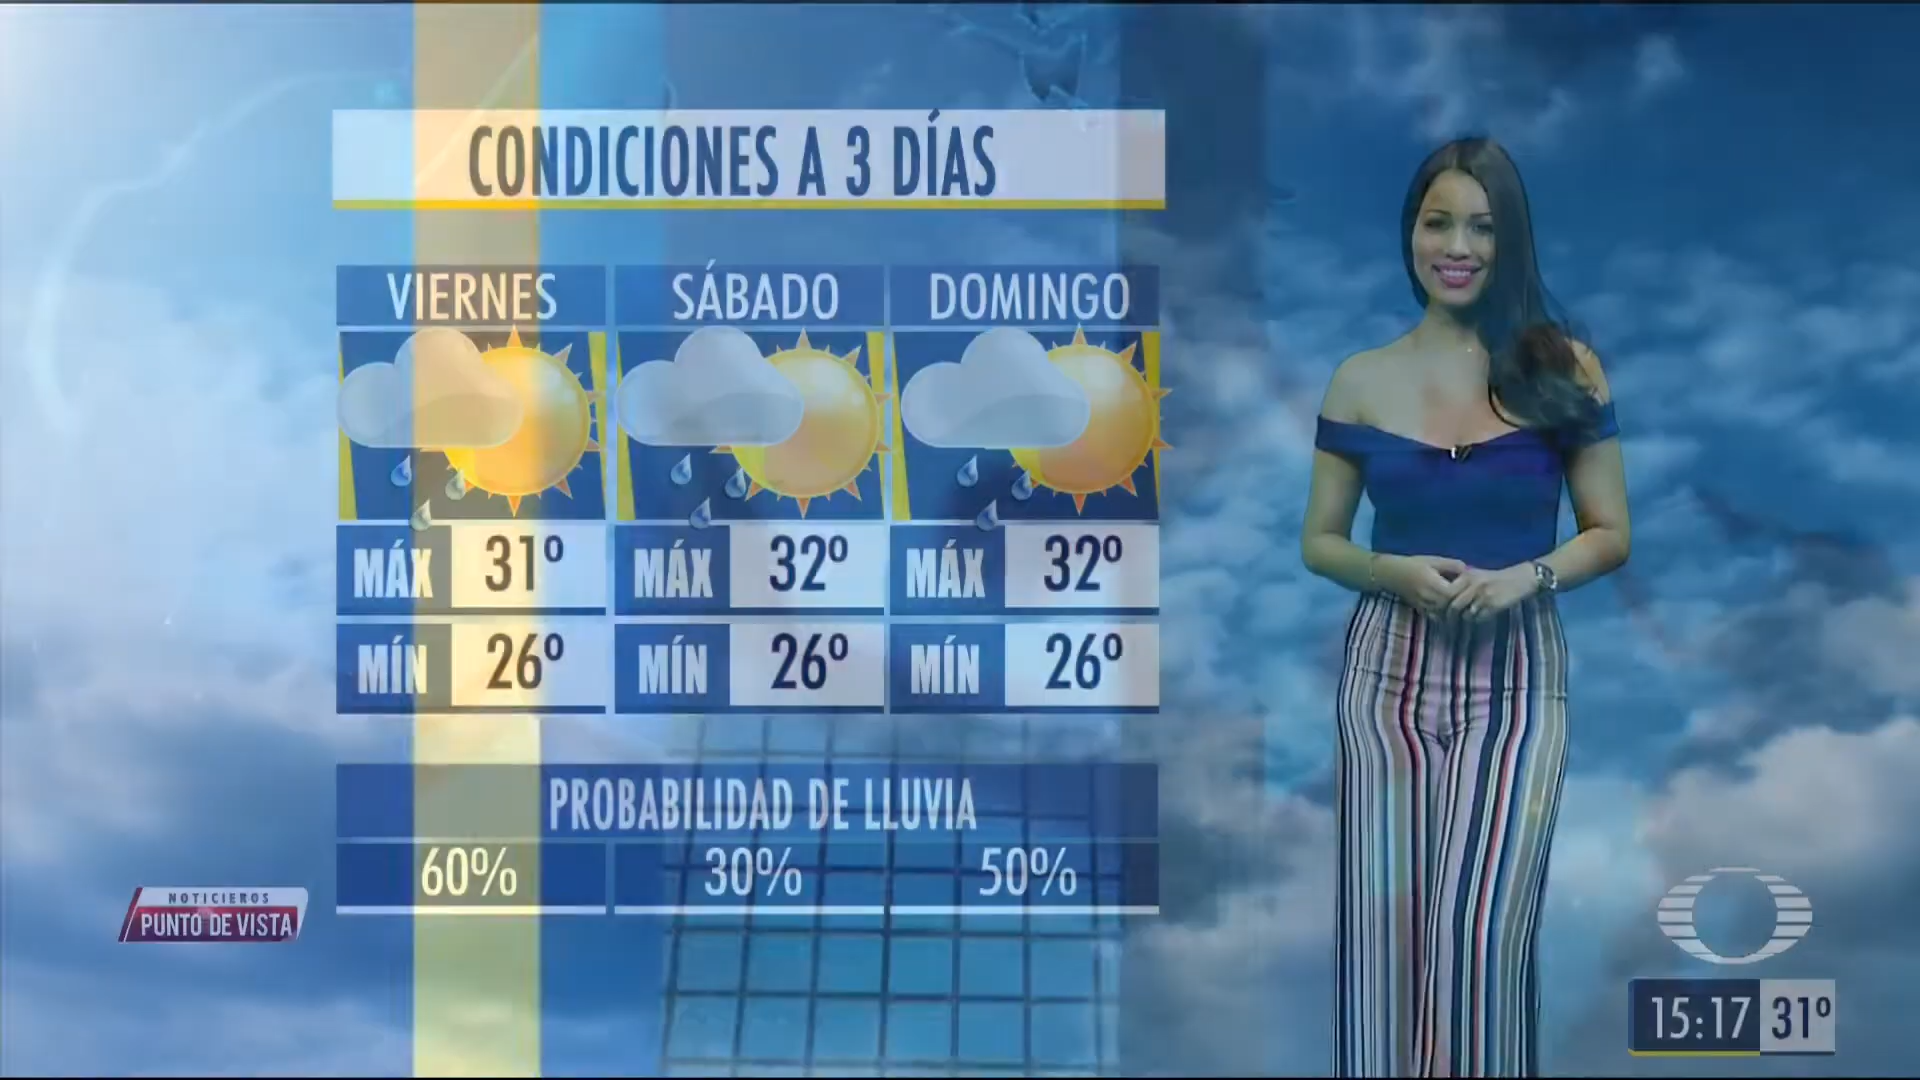 CONDICIONES A 3 DÍAS
VIERNES SÁBADO DOMINGO
MÁX 31º MÁX 32º MÁX 32º
MÍN 26º MÍN 26º MÍN 26º
PROBABILIDAD DE LLUVIA
60% 30% 50%
NOTICIEROS
PUNTO DE VISTA
15:17 31º